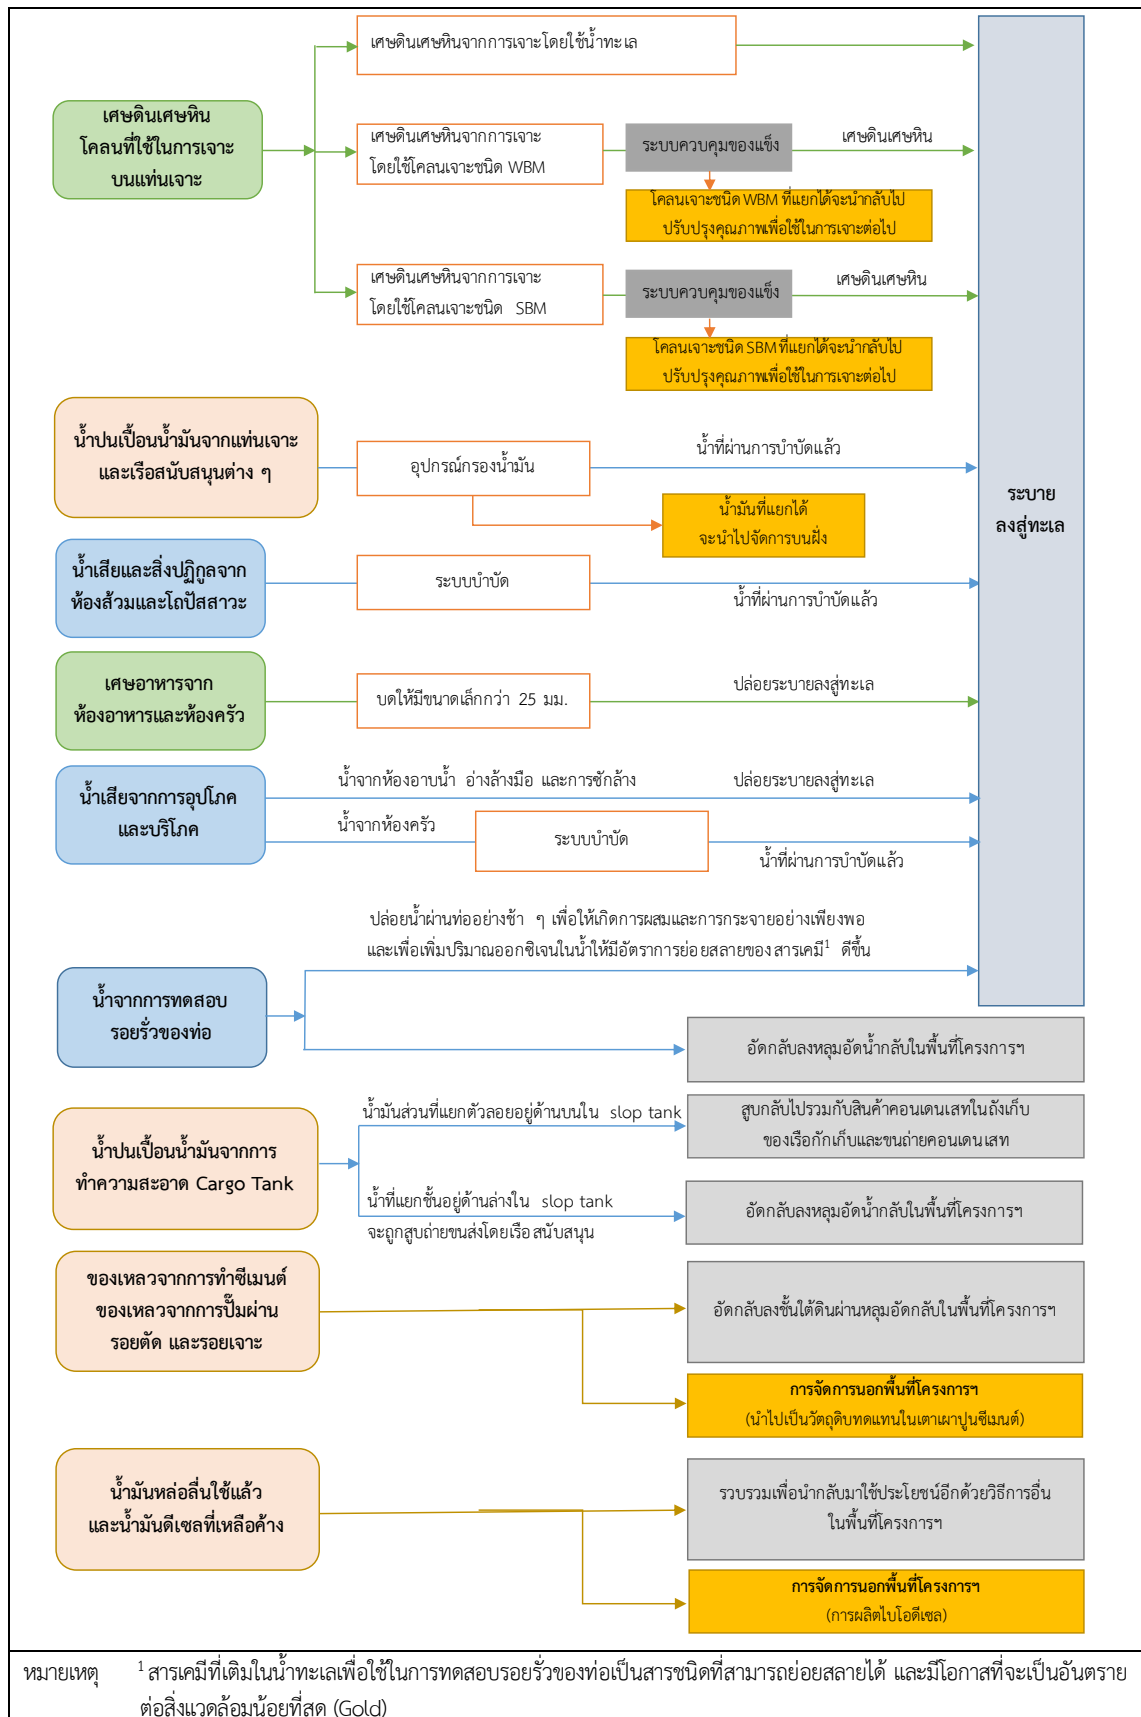 เศษดินเศษหินจากการเจาะโดยใช้น้ำทะเล
เศษดินเศษหิน
โคลนที่ใช้ในการเจาะ
บนแท่นเจาะ
เศษดินเศษหินจากการเจาะ
โดยใช้โคลนเจาะชนิด WBM
ระบบควบคุมของแข็ง
เศษดินเศษหิน
โคลนเจาะชนิด WBM ที่แยกได้จะนำกลับไป
ปรับปรุงคุณภาพเพื่อใช้ในการเจาะต่อไป
เศษดินเศษหินจากการเจาะ
โดยใช้โคลนเจาะชนิด SBM
ระบบควบคุมของแข็ง
เศษดินเศษหิน
โคลนเจาะชนิด SBM ที่แยกได้จะนำกลับไป
ปรับปรุงคุณภาพเพื่อใช้ในการเจาะต่อไป
ระบาย
ลงสู่ทะเล
น้ำปนเปื้อนน้ำมันจากแท่นเจาะ
และเรือสนับสนุนต่าง ๆ
อุปกรณ์กรองน้ำมัน
น้ำที่ผ่านการบำบัดแล้ว
น้ำมันที่แยกได้
จะนำไปจัดการบนฝั่ง
น้ำเสียและสิ่งปฏิกูลจาก
ห้องส้วมและโถปัสสาวะ
ระบบบำบัด
น้ำที่ผ่านการบำบัดแล้ว
เศษอาหารจาก
ห้องอาหารและห้องครัว
บดให้มีขนาดเล็กกว่า 25 มม.
ปล่อยระบายลงสู่ทะเล
น้ำเสียจากการอุปโภค
และบริโภค
น้ำจากห้องอาบน้ำ อ่างล้างมือ และการซักล้าง
ปล่อยระบายลงสู่ทะเล
น้ำจากห้องครัว
ระบบบำบัด
น้ำที่ผ่านการบำบัดแล้ว
ปล่อยน้ำผ่านท่ออย่างช้า ๆ เพื่อให้เกิดการผสมและการกระจายอย่างเพียงพอ
และเพื่อเพิ่มปริมาณออกซิเจนในน้ำให้มีอัตราการย่อยสลายของสารเคมี¹ ดีขึ้น
น้ำจากการทดสอบ
รอยรั่วของท่อ
อัดกลับลงหลุมอัดน้ำกลับในพื้นที่โครงการฯ
น้ำปนเปื้อนน้ำมันจากการ
ทำความสะอาด Cargo Tank
น้ำมันส่วนที่แยกตัวลอยอยู่ด้านบนใน slop tank
สูบกลับไปรวมกับสินค้าคอนเดนเสทในถังเก็บ
ของเรือกักเก็บและขนถ่ายคอนเดนเสท
น้ำที่แยกชั้นอยู่ด้านล่างใน slop tank
จะถูกสูบถ่ายขนส่งโดยเรือสนับสนุน
อัดกลับลงหลุมอัดน้ำกลับในพื้นที่โครงการฯ
ของเหลวจากการทำซีเมนต์
ของเหลวจากการปั๊มผ่าน
รอยตัด และรอยเจาะ
อัดกลับลงชั้นใต้ดินผ่านหลุมอัดกลับในพื้นที่โครงการฯ
การจัดการนอกพื้นที่โครงการฯ
(นำไปเป็นวัตถุดิบทดแทนในเตาเผาปูนซีเมนต์)
น้ำมันหล่อลื่นใช้แล้ว
และน้ำมันดีเซลที่เหลือค้าง
รวบรวมเพื่อนำกลับมาใช้ประโยชน์อีกด้วยวิธีการอื่น
ในพื้นที่โครงการฯ
การจัดการนอกพื้นที่โครงการฯ
(การผลิตไบโอดีเซล)
หมายเหตุ ¹ สารเคมีที่เติมในน้ำทะเลเพื่อใช้ในการทดสอบรอยรั่วของท่อเป็นสารชนิดที่สามารถย่อยสลายได้ และมีโอกาสที่จะเป็นอันตราย
ต่อสิ่งแวดล้อมน้อยที่สุด (Gold)